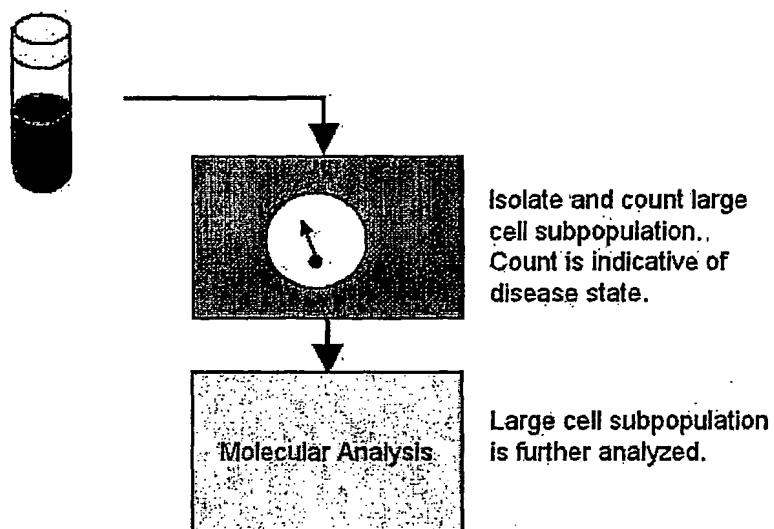 Isolate and count large
cell subpopulation.
Count is indicative of
disease state.
Molecular Analysis
Large cell subpopulation
is further analyzed.